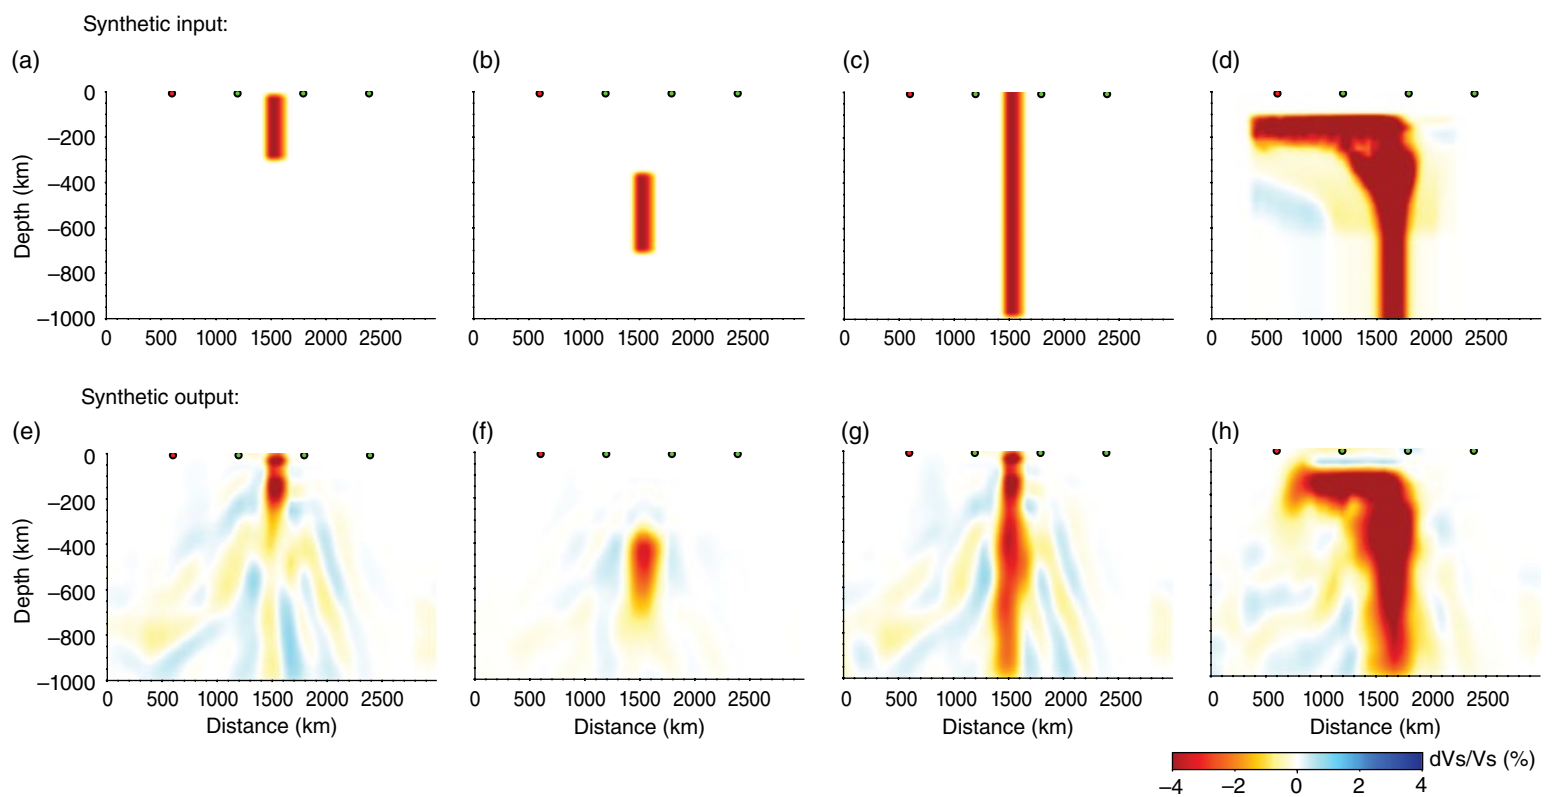 Synthetic input:
(a) (b) (c) (d)
0
−200
−400
−600
−800
−1000
Depth (km)
0 500 1000 1500 2000 2500
0 500 1000 1500 2000 2500
0 500 1000 1500 2000 2500
0 500 1000 1500 2000 2500
Synthetic output:
(e) (f) (g) (h)
0
−200
−400
−600
−800
−1000
Depth (km)
0 500 1000 1500 2000 2500
0 500 1000 1500 2000 2500
0 500 1000 1500 2000 2500
0 500 1000 1500 2000 2500
Distance (km) Distance (km) Distance (km) Distance (km)
dVs/Vs (%)
−4 −2 0 2 4